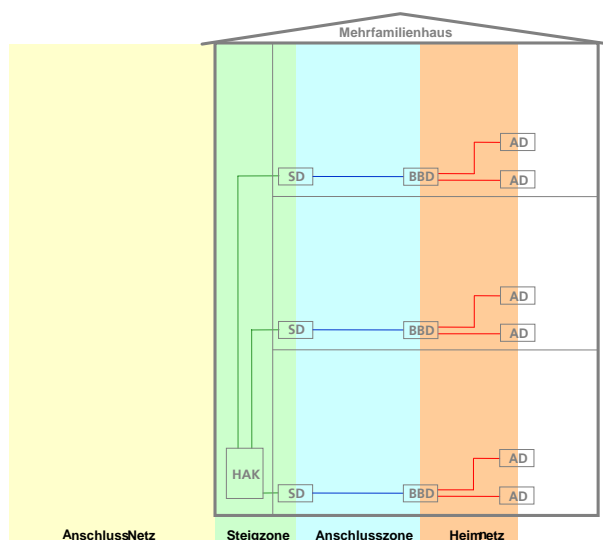 Mehrfamilienhaus
AD
SD BBD AD
AD
SD BBD AD
HAK
AD
SD BBD AD
AnschlussNetz Steigzone Anschlusszone Heimnetz